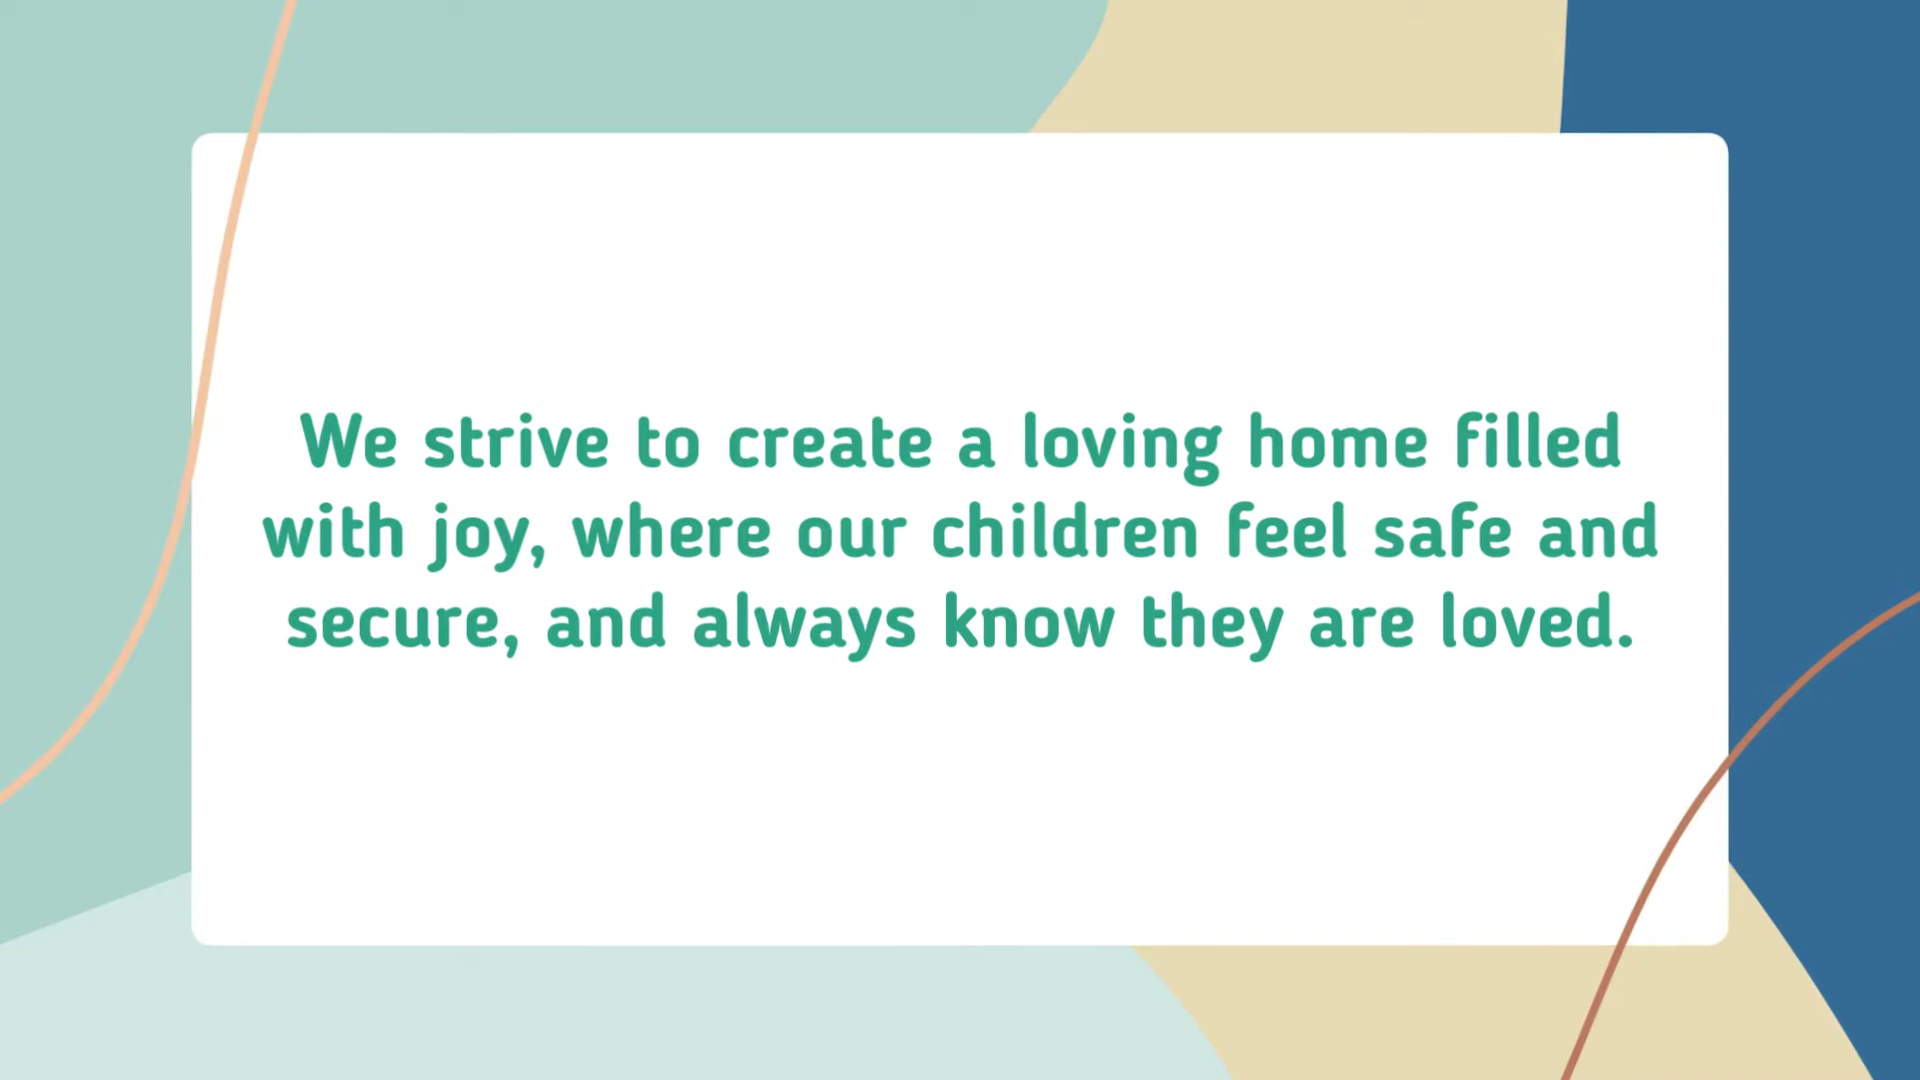 We strive to create a loving home filled
with joy, where our children feel safe and
secure, and always know they are loved.